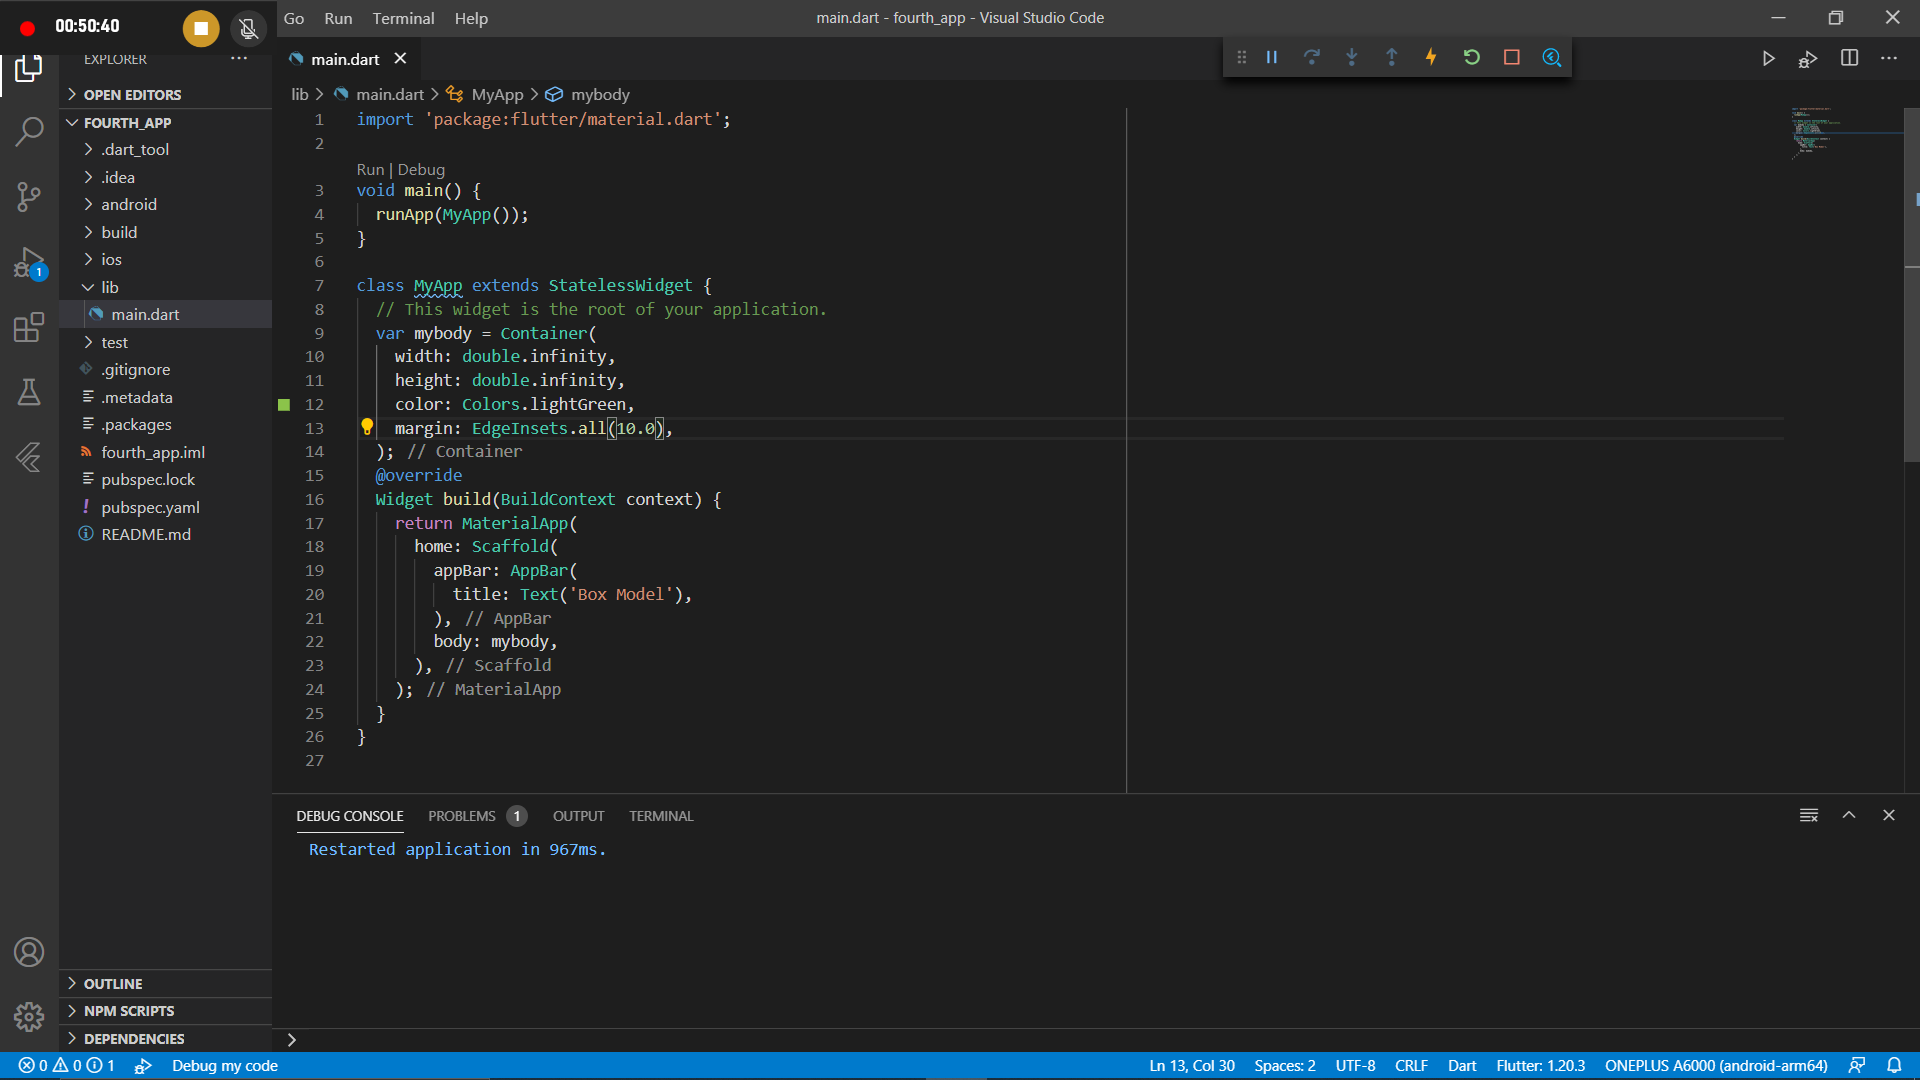 00:50:40
Go Run Terminal Help
main.dart - fourth_app - Visual Studio Code
EXPLORER
main.dart
OPEN EDITORS
lib > main.dart > MyApp > mybody
FOURTH_APP
.dart_tool
.idea
android
build
ios
lib
main.dart
test
.gitignore
.metadata
.packages
fourth_app.iml
pubspec.lock
pubspec.yaml
README.md
OUTLINE
NPM SCRIPTS
DEPENDENCIES
1
1 import 'package:flutter/material.dart';
2
Run | Debug
3 void main() {
4 runApp(MyApp());
5 }
6
7 class MyApp extends StatelessWidget {
8 // This widget is the root of your application.
9 var mybody = Container(
10 width: double.infinity,
11 height: double.infinity,
12 color: Colors.lightGreen,
13 margin: EdgeInsets.all(10.0),
14 ); // Container
15 @override
16 Widget build(BuildContext context) {
17 return MaterialApp(
18 home: Scaffold(
19 appBar: AppBar(
20 title: Text('Box Model'),
21 ), // AppBar
22 body: mybody,
23 ), // Scaffold
24 ); // MaterialApp
25 }
26 }
27
DEBUG CONSOLE PROBLEMS 1 OUTPUT TERMINAL
Restarted application in 967ms.
0 0 1 Debug my code
Ln 13, Col 30 Spaces: 2 UTF-8 CRLF Dart Flutter: 1.20.3 ONEPLUS A6000 (android-arm64)